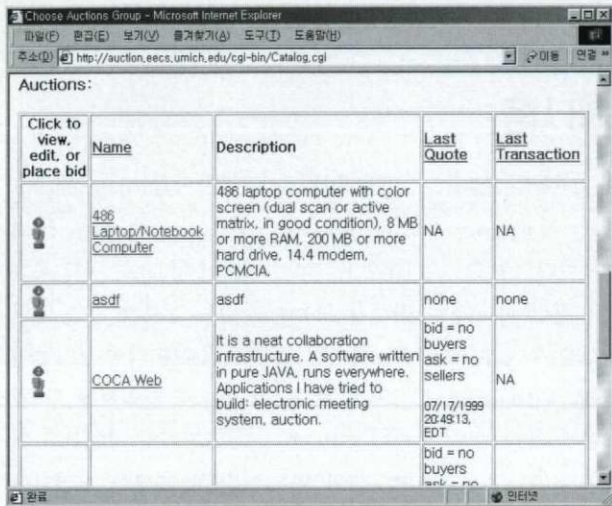 Choose Auctions Group - Microsoft Internet Explorer
파일(F) 편집(E) 보기(V) 즐겨찾기(A) 도구(T) 도움말(H)
주소(D) http://auction.eecs.umich.edu/cgi-bin/Catalog.cgi 이동 연결 »
Auctions:
Click to
view,
edit, or
place bid
Name
Description
Last
Quote
Last
Transaction
486
Laptop/Notebook
Computer
486 laptop computer with color
screen (dual scan or active
matrix, in good condition), 8 MB
or more RAM, 200 MB or more
hard drive, 14.4 modem,
PCMCIA,
NA
NA
asdf
asdf
none
none
COCA Web
It is a neat collaboration
infrastructure. A software written
in pure JAVA, runs everywhere.
Applications I have tried to
build: electronic meeting
system, auction.
bid = no
buyers
ask = no
sellers
07/17/1999
20:49:13,
EDT
NA
bid = no
buyers
ask = no
완료 인터넷